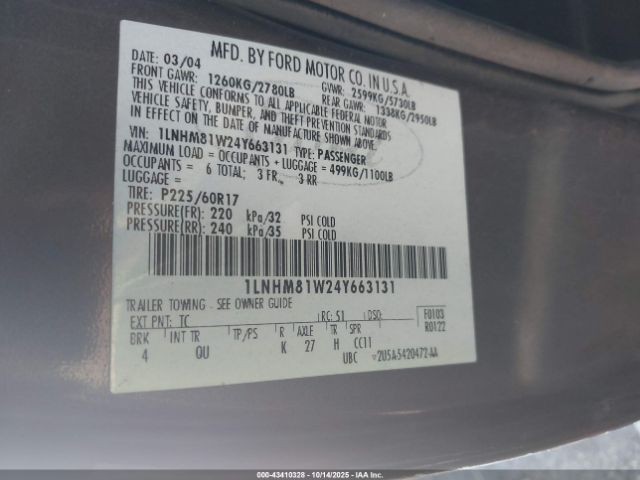 MFD. BY FORD MOTOR CO. IN U.S.A.
DATE: 03/04 GVWR: 2599KG/5730LB
FRONT GAWR: 1260KG/2780LB REAR GAWR: 1338KG/2950LB
THIS VEHICLE CONFORMS TO ALL APPLICABLE FEDERAL MOTOR
VEHICLE SAFETY, BUMPER, AND THEFT PREVENTION STANDARDS
IN EFFECT ON THE DATE OF MANUFACTURE SHOWN ABOVE.
VIN: 1LNHM81W24Y663131 TYPE: PASSENGER
MAXIMUM LOAD = OCCUPANTS + LUGGAGE = 499KG/1100LB
OCCUPANTS = 6 TOTAL; 3 FR 3 RR
LUGGAGE =
TIRE: P225/60R17
PRESSURE(FR): 220 kPa/32 PSI COLD
PRESSURE(RR): 240 kPa/35 PSI COLD
1LNHM81W24Y663131
TRAILER TOWING - SEE OWNER GUIDE
EXT PNT: TC RC: 51 DSO: F0103
BRK INT TR TP/PS R AXLE TR SPR R0122
4 OU K 27 H CC11
UBC 2U5A-5420472-AA
000-43410328 - 10/14/2025 - IAA Inc.